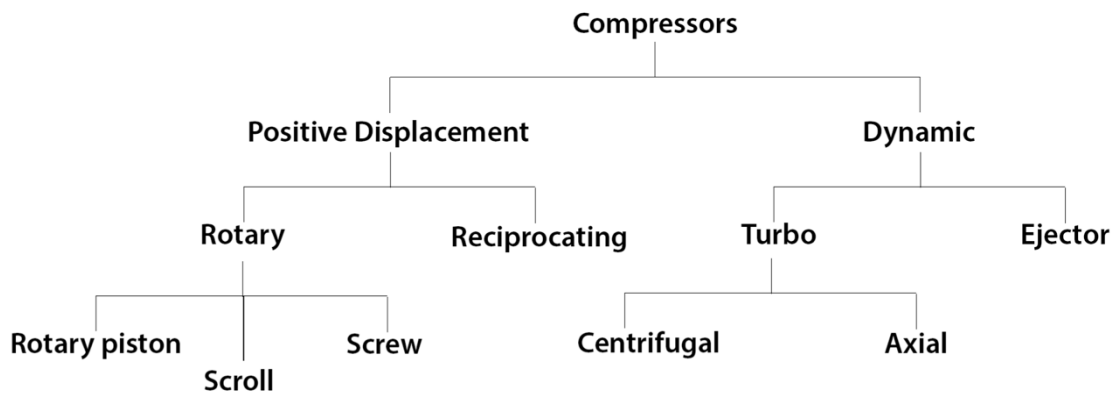 Compressors
Positive Displacement
Dynamic
Rotary
Reciprocating
Turbo
Ejector
Rotary piston
Scroll
Screw
Centrifugal
Axial